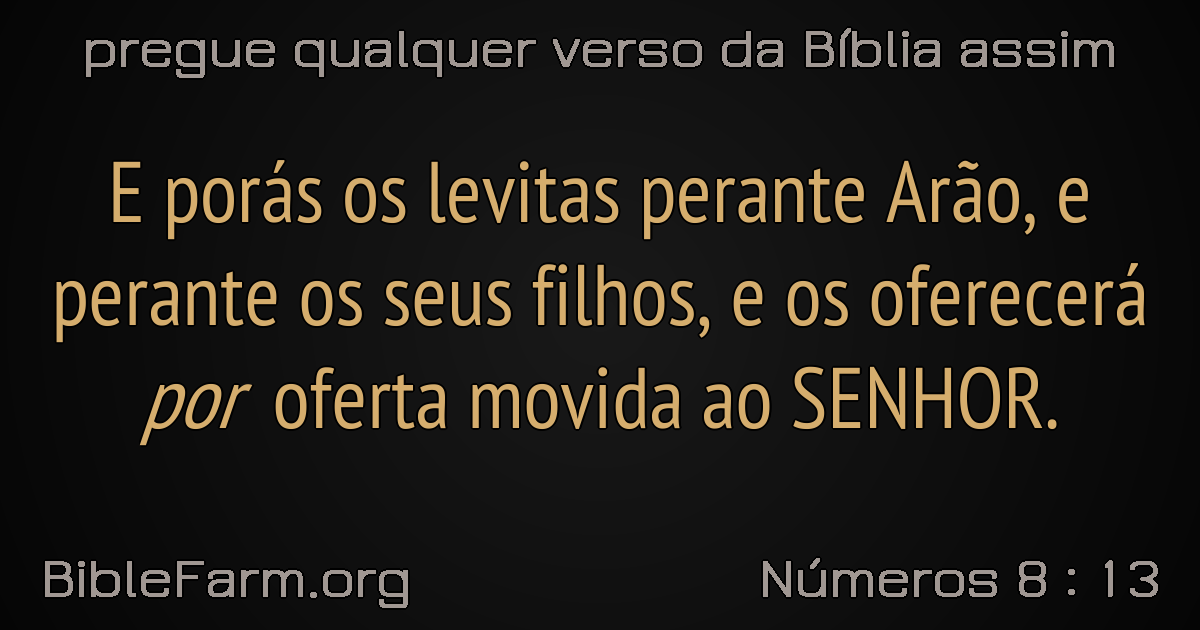 pregue qualquer verso da Bíblia assim
E porás os levitas perante Arão, e
perante os seus filhos, e os oferecerá
por oferta movida ao SENHOR.
BibleFarm.org
Números 8 : 13